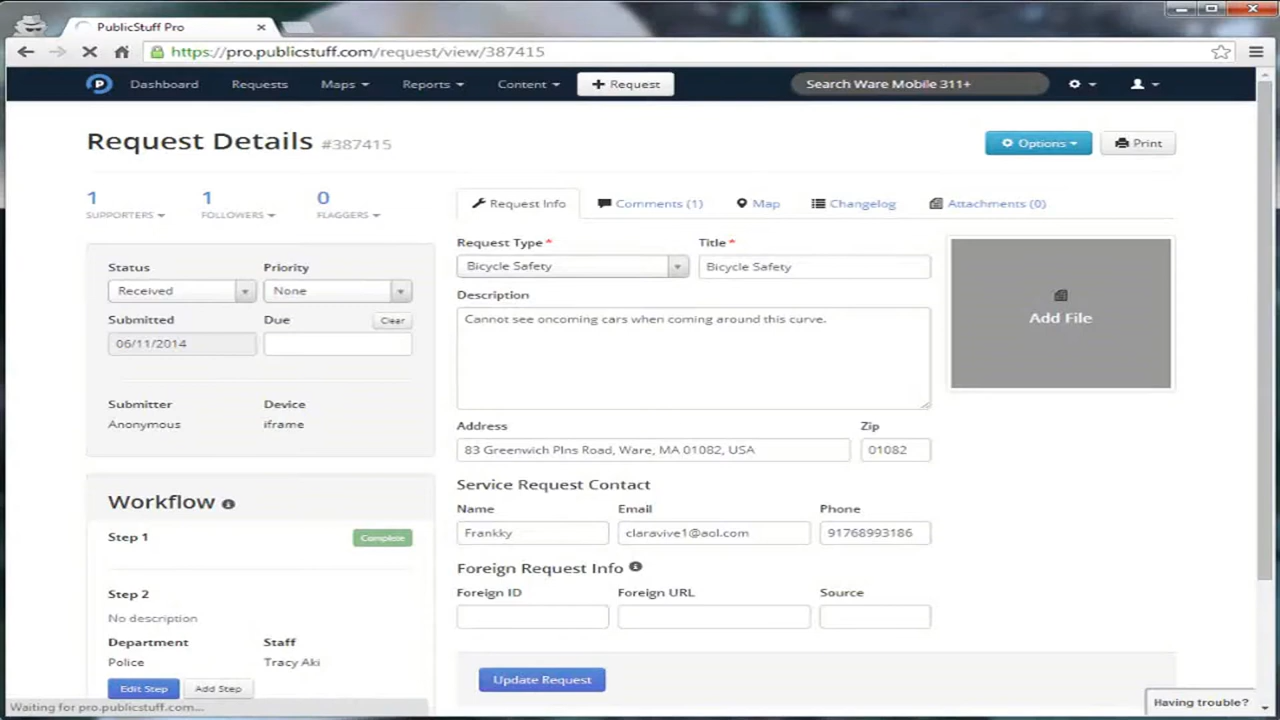 PublicStuff Pro
https://pro.publicstuff.com/request/view/387415
Dashboard Requests Maps Reports Content + Request Search Ware Mobile 311+
Request Details #387415
Options Print
1 1 0
SUPPORTERS FOLLOWERS FLAGGERS
Request Info Comments (1) Map Changelog Attachments (0)
Status Priority
Received None
Submitted Due Clear
06/11/2014
Submitter Device
Anonymous iframe
Request Type * Title *
Bicycle Safety Bicycle Safety
Description
Cannot see oncoming cars when coming around this curve.
Add File
Address Zip
83 Greenwich Plns Road, Ware, MA 01082, USA 01082
Service Request Contact
Name Email Phone
Frankky claravive1@aol.com 91768993186
Foreign Request Info
Foreign ID Foreign URL Source
Update Request
Workflow
Step 1 Complete
Step 2
No description
Department Staff
Police Tracy Aki
Edit Step Add Step
Waiting for pro.publicstuff.com...
Having trouble?